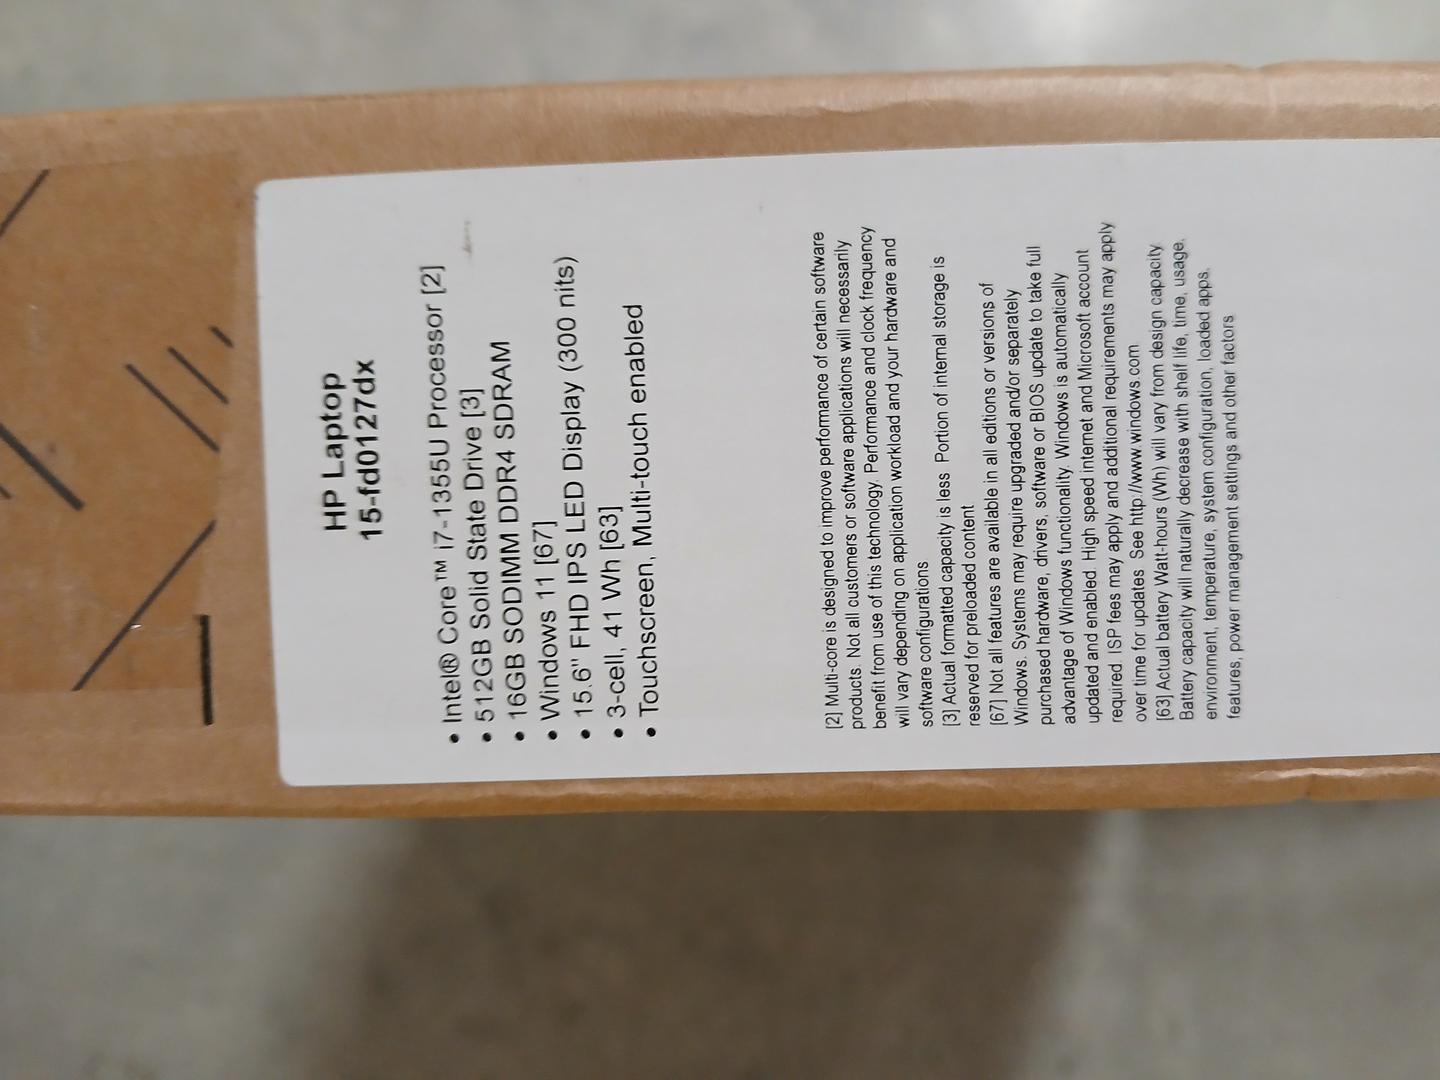 HP Laptop
15-fd0127dx
• Intel® Core™ i7-1355U Processor [2]
• 512GB Solid State Drive [3]
• 16GB SODIMM DDR4 SDRAM
• Windows 11 [67]
• 15.6" FHD IPS LED Display (300 nits)
• 3-cell, 41 Wh [63]
• Touchscreen, Multi-touch enabled
[2] Multi-core is designed to improve performance of certain software
products. Not all customers or software applications will necessarily
benefit from use of this technology. Performance and clock frequency
will vary depending on application workload and your hardware and
software configurations
[3] Actual formatted capacity is less. Portion of internal storage is
reserved for preloaded content
[67] Not all features are available in all editions or versions of
Windows. Systems may require upgraded and/or separately
purchased hardware, drivers, software or BIOS update to take full
advantage of Windows functionality. Windows is automatically
updated and enabled. High speed internet and Microsoft account
required. ISP fees may apply and additional requirements may apply
over time for updates. See http://www.windows.com
[63] Actual battery Watt-hours (Wh) will vary from design capacity.
Battery capacity will naturally decrease with shelf life, time, usage,
environment, temperature, system configuration, loaded apps,
features, power management settings and other factors